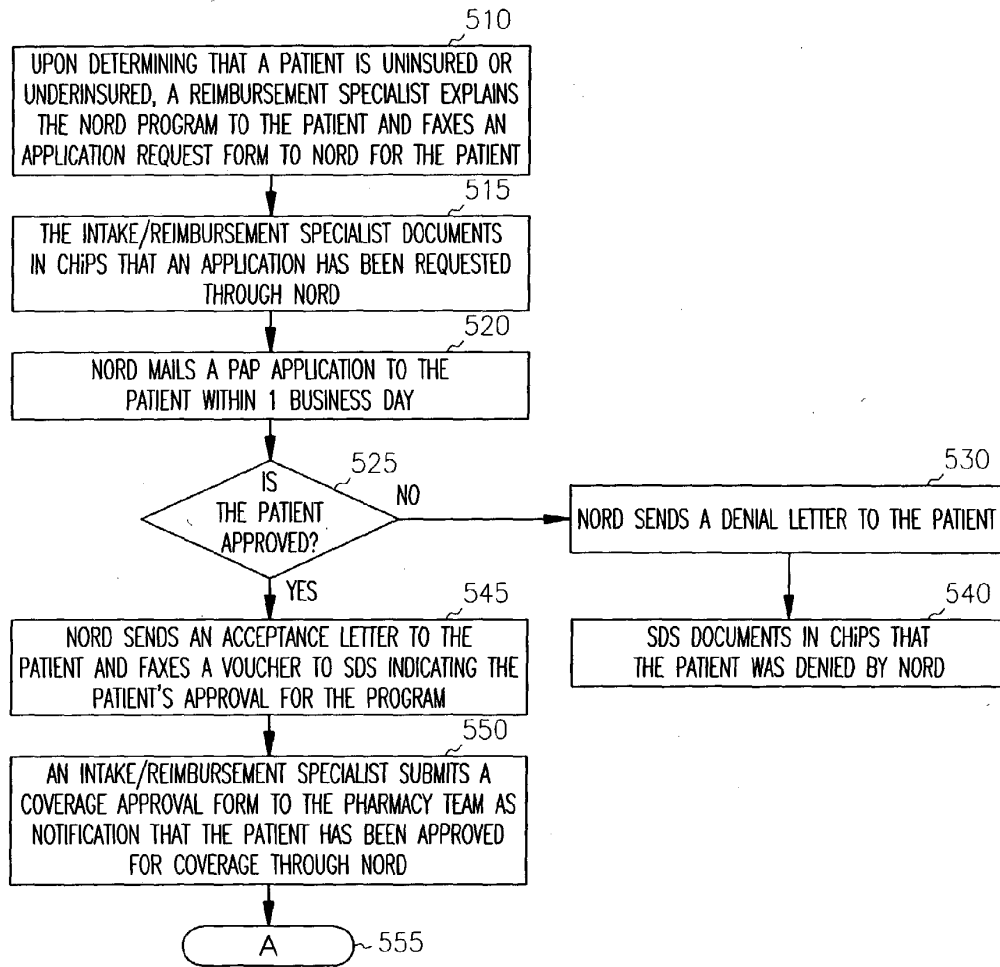 510
UPON DETERMINING THAT A PATIENT IS UNINSURED OR
UNDERINSURED, A REIMBURSEMENT SPECIALIST EXPLAINS
THE NORD PROGRAM TO THE PATIENT AND FAXES AN
APPLICATION REQUEST FORM TO NORD FOR THE PATIENT
515
THE INTAKE/REIMBURSEMENT SPECIALIST DOCUMENTS
IN CHiPS THAT AN APPLICATION HAS BEEN REQUESTED
THROUGH NORD
520
NORD MAILS A PAP APPLICATION TO THE
PATIENT WITHIN 1 BUSINESS DAY
525
IS
THE PATIENT
APPROVED?
NO
530
NORD SENDS A DENIAL LETTER TO THE PATIENT
540
SDS DOCUMENTS IN CHiPS THAT
THE PATIENT WAS DENIED BY NORD
YES
545
NORD SENDS AN ACCEPTANCE LETTER TO THE
PATIENT AND FAXES A VOUCHER TO SDS INDICATING THE
PATIENT'S APPROVAL FOR THE PROGRAM
550
AN INTAKE/REIMBURSEMENT SPECIALIST SUBMITS A
COVERAGE APPROVAL FORM TO THE PHARMACY TEAM AS
NOTIFICATION THAT THE PATIENT HAS BEEN APPROVED
FOR COVERAGE THROUGH NORD
A
555